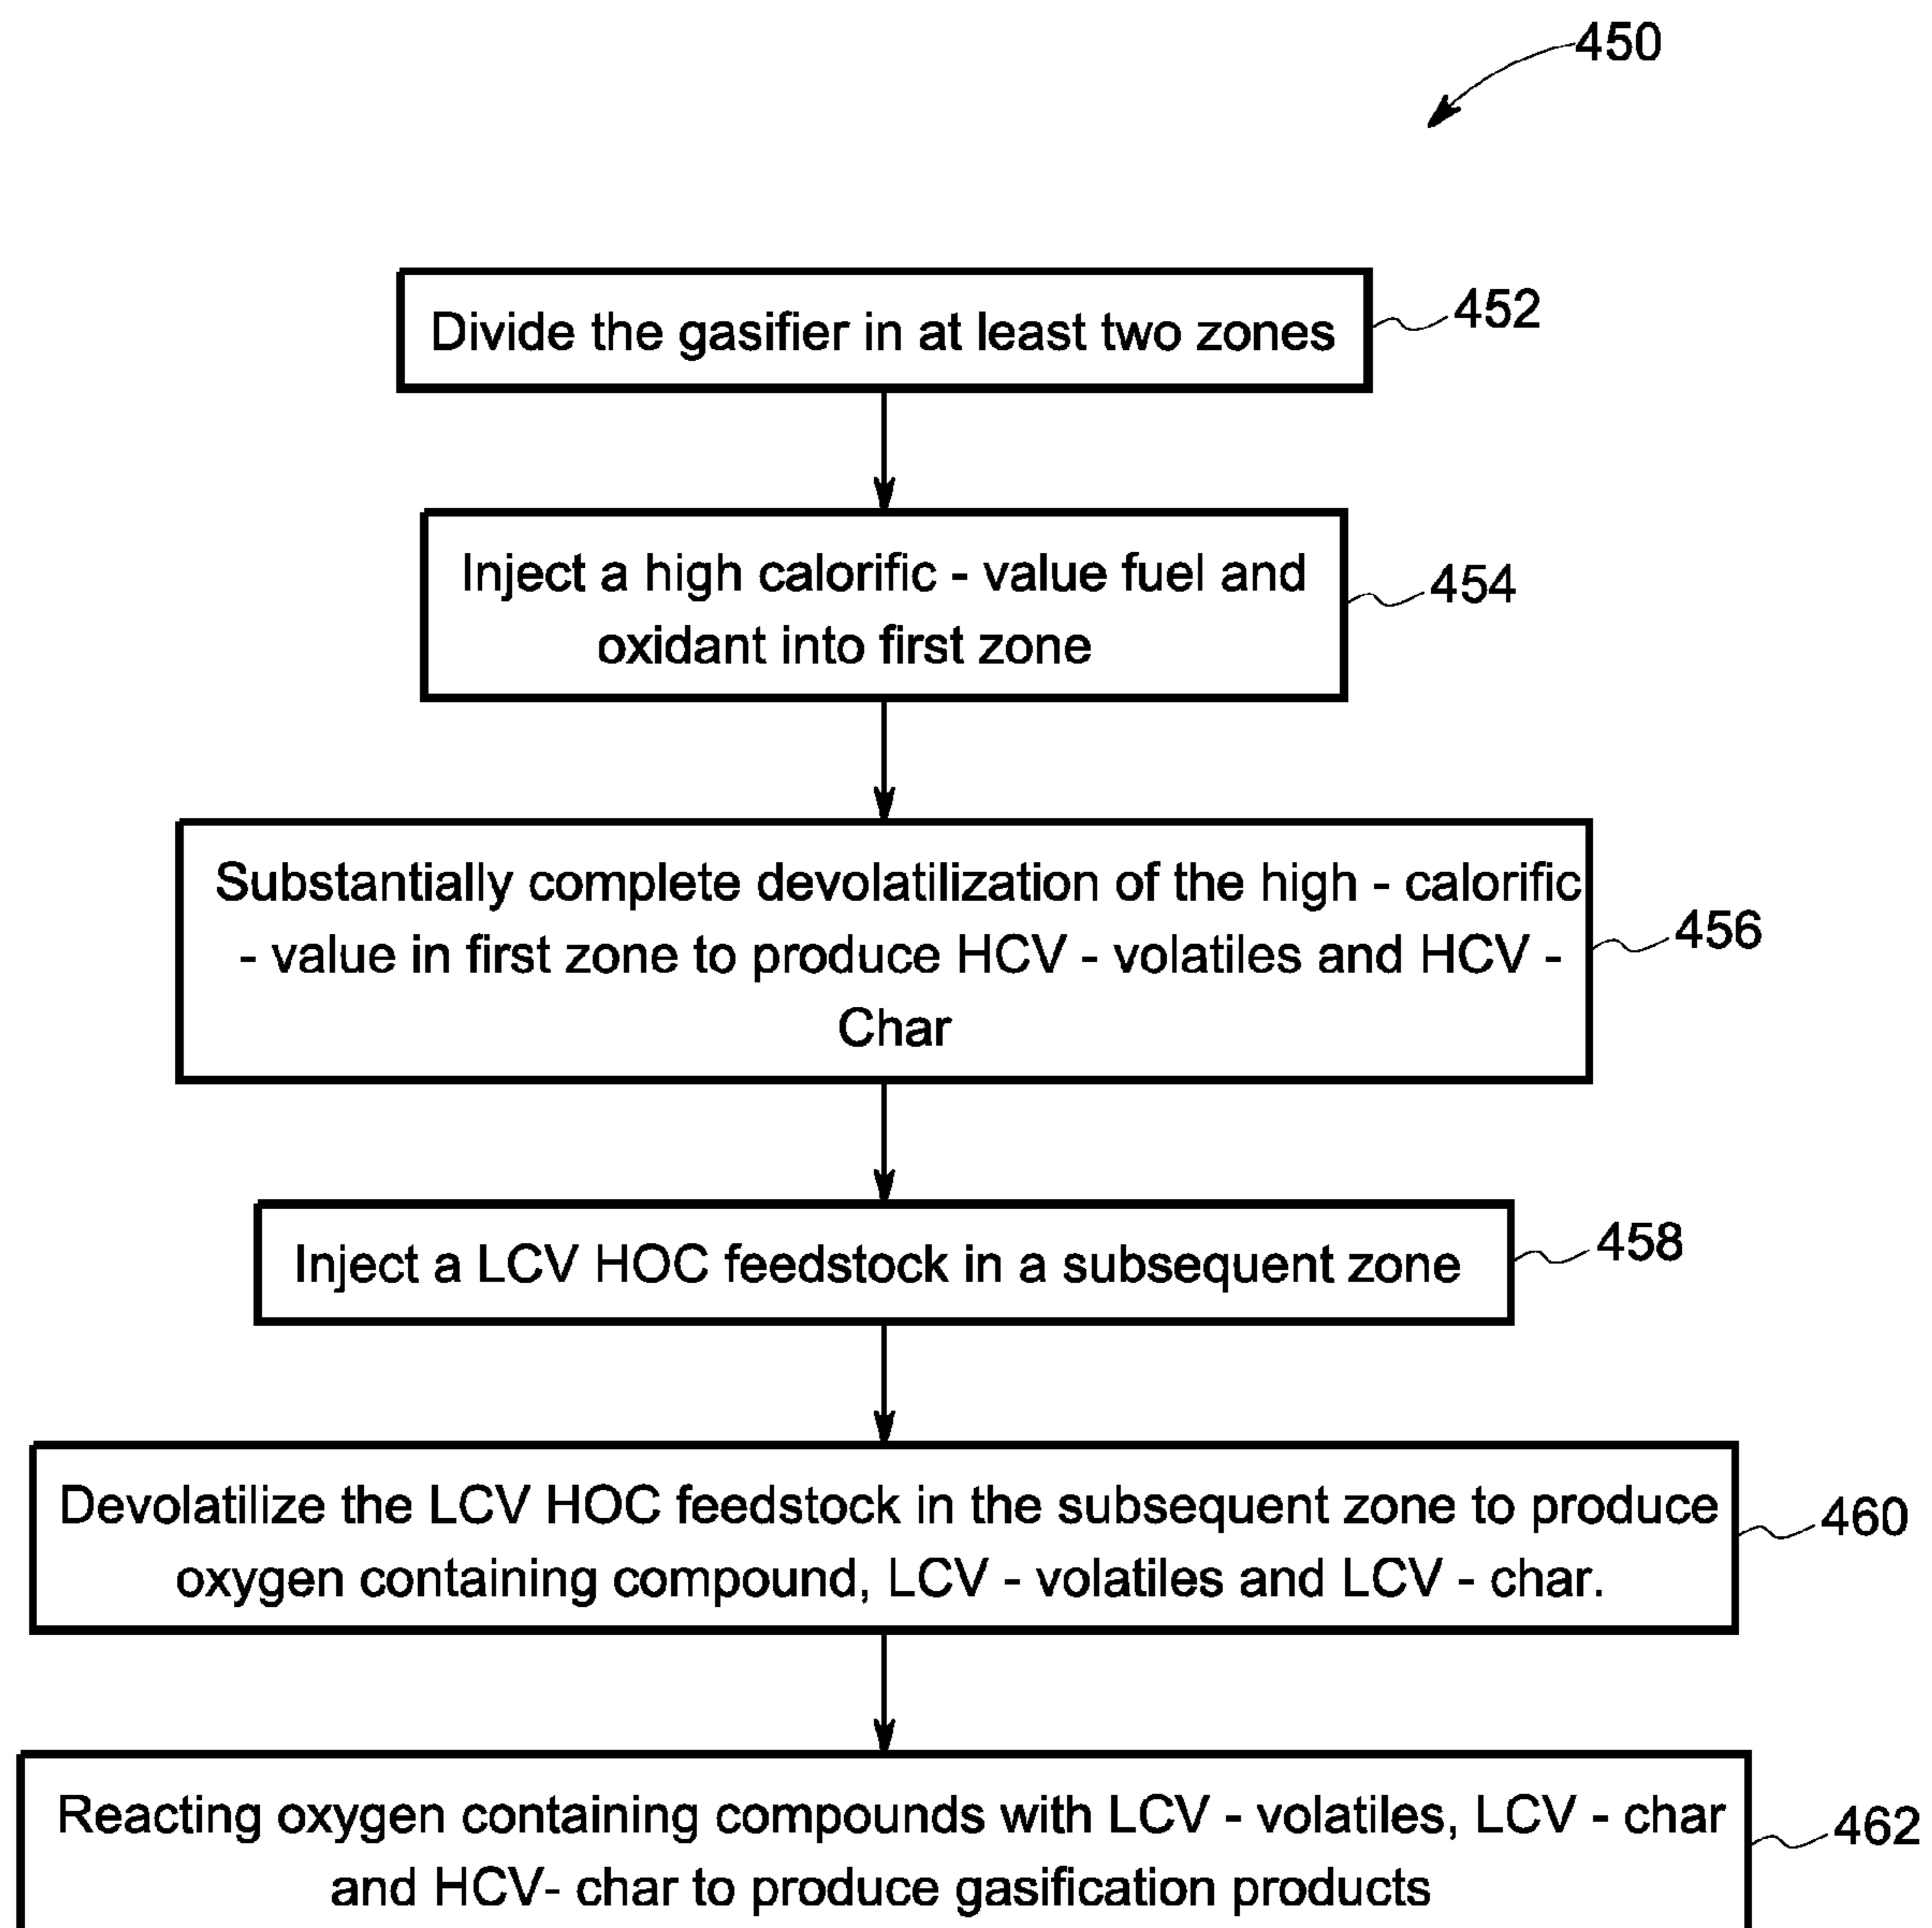 450
Divide the gasifier in at least two zones
452
Inject a high calorific - value fuel and
oxidant into first zone
454
Substantially complete devolatilization of the high - calorific
- value in first zone to produce HCV - volatiles and HCV -
Char
456
Inject a LCV HOC feedstock in a subsequent zone
458
Devolatilize the LCV HOC feedstock in the subsequent zone to produce
oxygen containing compound, LCV - volatiles and LCV - char.
460
Reacting oxygen containing compounds with LCV - volatiles, LCV - char
and HCV- char to produce gasification products
462